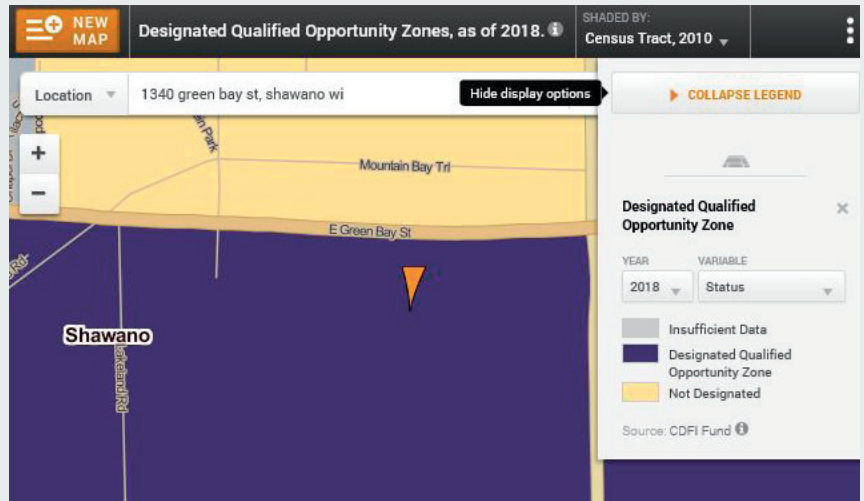 NEW
MAP
Designated Qualified Opportunity Zones, as of 2018.
SHADED BY:
Census Tract, 2010
Location
1340 green bay st, shawano wi
Hide display options
COLLAPSE LEGEND
+
−
Park
Mountain Bay Trl
E Green Bay St
Rd
Shawano
Lakeland Rd
Designated Qualified
Opportunity Zone
YEAR
VARIABLE
2018
Status
Insufficient Data
Designated Qualified
Opportunity Zone
Not Designated
Source: CDFI Fund